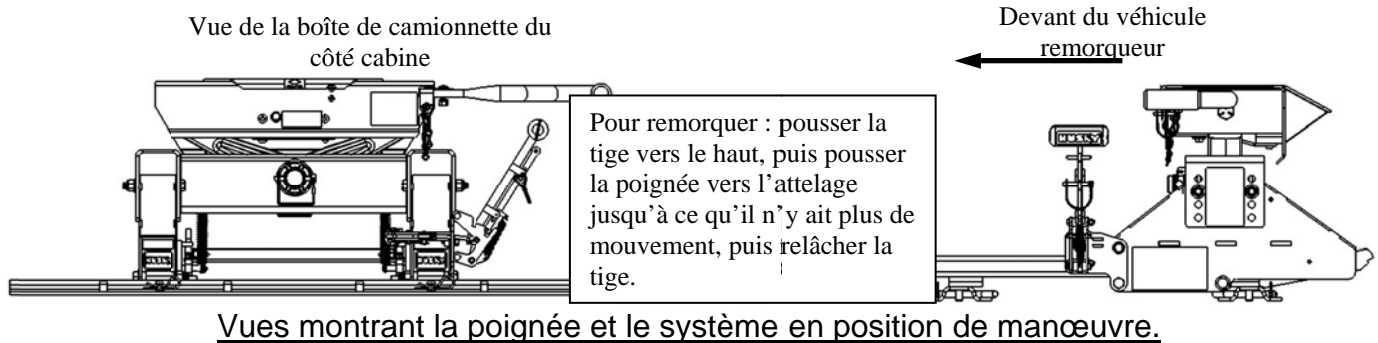 Vue de la boîte de camionnette du
côté cabine
Devant du véhicule
remorqueur
Pour remorquer : pousser la
tige vers le haut, puis pousser
la poignée vers l’attelage
jusqu’à ce qu’il n’y ait plus de
mouvement, puis relâcher la
tige.
Vues montrant la poignée et le système en position de manœuvre.